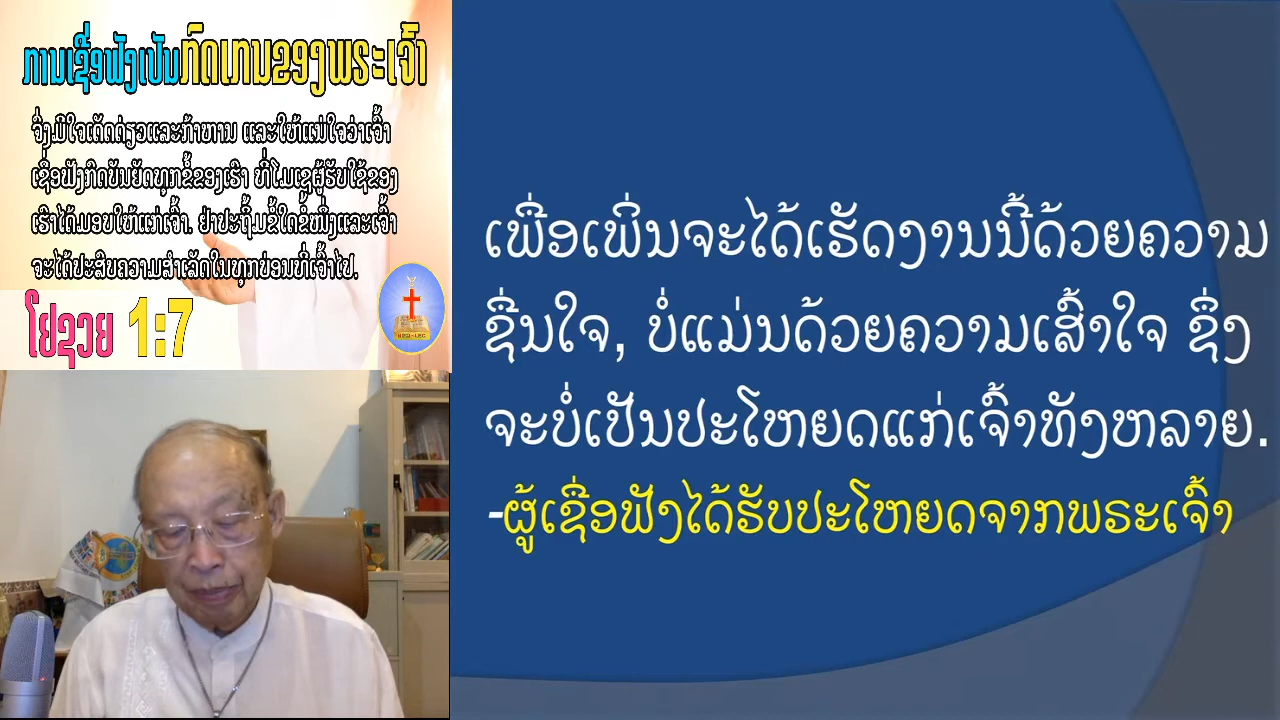 ການເຊື່ອຟັງເປັນກົດເກນຂອງພຣະເຈົ້າ
ຈົ່ງມີໃຈເດັດດ່ຽວແລະກ້າຫານ ແລະໃຫ້ແນ່ໃຈວ່າເຈົ້າ
ເຊື່ອຟັງກົດບັນຍັດທຸກຂໍ້ຂອງເຮົາ ທີ່ໂມເຊຜູ້ຮັບໃຊ້ຂອງ
ເຮົາໄດ້ມອບໃຫ້ແກ່ເຈົ້າ. ຢ່າປະຖິ້ມຂໍ້ໃດຂໍ້ໜຶ່ງແລະເຈົ້າ
ຈະໄດ້ປະສົບຄວາມສຳເລັດໃນທຸກບ່ອນທີ່ເຈົ້າໄປ.
ໂຢຊວຍ 1:7
ເພື່ອເພິ່ນຈະໄດ້ເຮັດງານນີ້ດ້ວຍຄວາມ
ຊື່ນໃຈ, ບໍ່ແມ່ນດ້ວຍຄວາມເສົ້າໃຈ ຊຶ່ງ
ຈະບໍ່ເປັນປະໂຫຍດແກ່ເຈົ້າທັງຫລາຍ.
-ຜູ້ເຊື່ອຟັງໄດ້ຮັບປະໂຫຍດຈາກພຣະເຈົ້າ